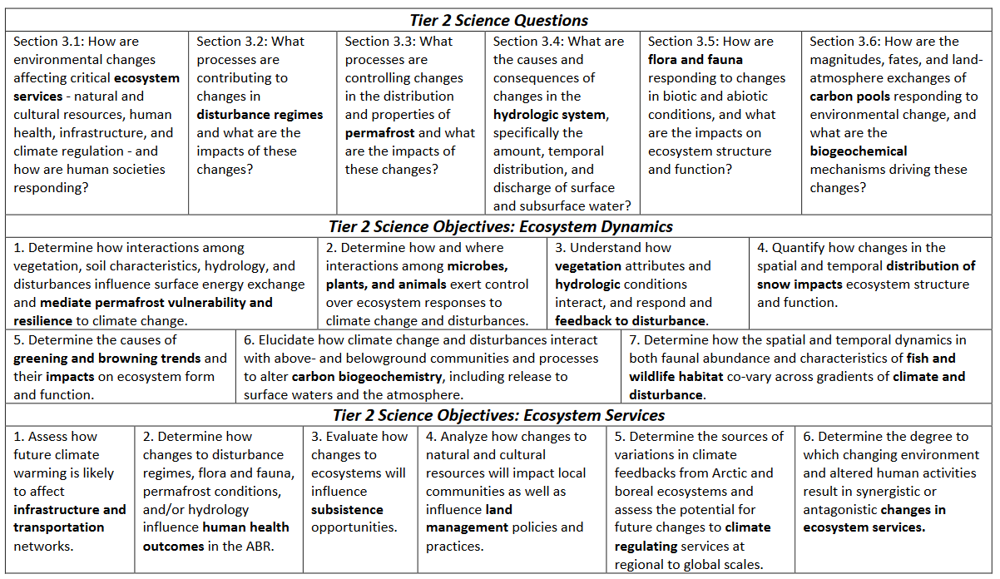 Tier 2 Science Questions
Section 3.1: How are
environmental changes
affecting critical ecosystem
services - natural and
cultural resources, human
health, infrastructure, and
climate regulation - and
how are human societies
responding?
Section 3.2: What
processes are
contributing to
changes in
disturbance regimes
and what are the
impacts of these
changes?
Section 3.3: What
processes are
controlling changes
in the distribution
and properties of
permafrost and what
are the impacts of
these changes?
Section 3.4: What are
the causes and
consequences of
changes in the
hydrologic system,
specifically the
amount, temporal
distribution, and
discharge of surface
and subsurface water?
Section 3.5: How are
flora and fauna
responding to changes
in biotic and abiotic
conditions, and what
are the impacts on
ecosystem structure
and function?
Section 3.6: How are the
magnitudes, fates, and land-
atmosphere exchanges of
carbon pools responding to
environmental change, and
what are the
biogeochemical
mechanisms driving these
changes?
Tier 2 Science Objectives: Ecosystem Dynamics
1. Determine how interactions among
vegetation, soil characteristics, hydrology, and
disturbances influence surface energy exchange
and mediate permafrost vulnerability and
resilience to climate change.
2. Determine how and where
interactions among microbes,
plants, and animals exert control
over ecosystem responses to
climate change and disturbances.
3. Understand how
vegetation attributes and
hydrologic conditions
interact, and respond and
feedback to disturbance.
4. Quantify how changes in the
spatial and temporal distribution of
snow impacts ecosystem structure
and function.
5. Determine the causes of
greening and browning trends and
their impacts on ecosystem form
and function.
6. Elucidate how climate change and disturbances interact
with above- and belowground communities and processes
to alter carbon biogeochemistry, including release to
surface waters and the atmosphere.
7. Determine how the spatial and temporal dynamics in
both faunal abundance and characteristics of fish and
wildlife habitat co-vary across gradients of climate and
disturbance.
Tier 2 Science Objectives: Ecosystem Services
1. Assess how
future climate
warming is likely
to affect
infrastructure and
transportation
networks.
2. Determine how
changes to disturbance
regimes, flora and fauna,
permafrost conditions,
and/or hydrology
influence human health
outcomes in the ABR.
3. Evaluate how
changes to
ecosystems will
influence
subsistence
opportunities.
4. Analyze how changes to
natural and cultural
resources will impact local
communities as well as
influence land
management policies and
practices.
5. Determine the sources of
variations in climate
feedbacks from Arctic and
boreal ecosystems and
assess the potential for
future changes to climate
regulating services at
regional to global scales.
6. Determine the degree to
which changing environment
and altered human activities
result in synergistic or
antagonistic changes in
ecosystem services.